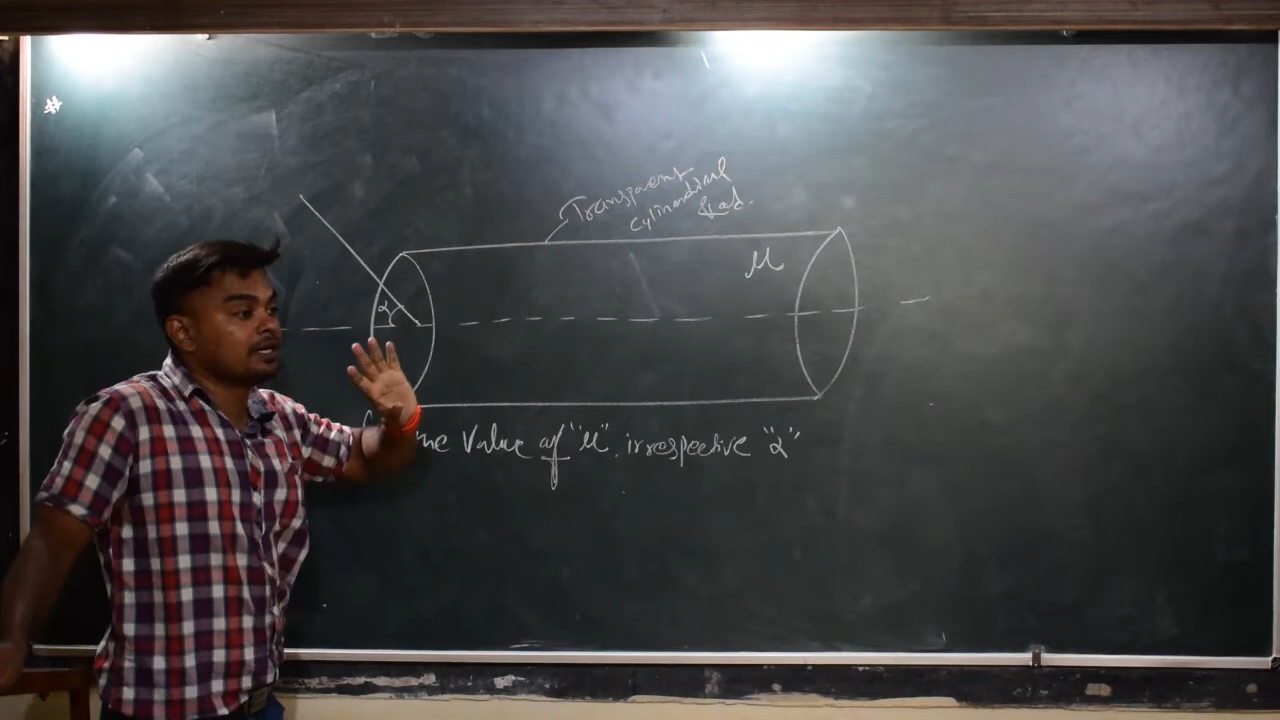 #
Transparent
Cylindrical
Rod.
μ
α
me Value of "μ", irrespective "α"